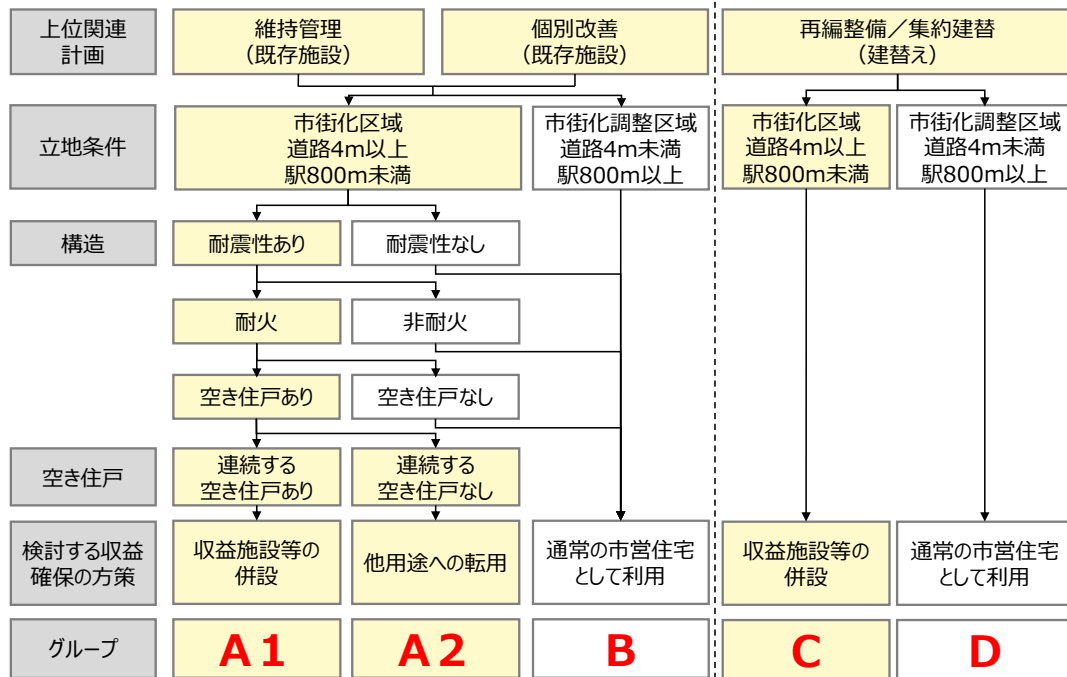 上位関連
計画
維持管理
（既存施設）
個別改善
（既存施設）
再編整備／集約建替
（建替え）
立地条件
市街化区域
道路4m以上
駅800m未満
市街化調整区域
道路4m未満
駅800m以上
市街化区域
道路4m以上
駅800m未満
市街化調整区域
道路4m未満
駅800m以上
構造
耐震性あり
耐震性なし
耐火
非耐火
空き住戸あり
空き住戸なし
空き住戸
連続する
空き住戸あり
連続する
空き住戸なし
検討する収益
確保の方策
収益施設等の
併設
他用途への転用
通常の市営住宅
として利用
収益施設等の
併設
通常の市営住宅
として利用
グループ
A1
A2
B
C
D